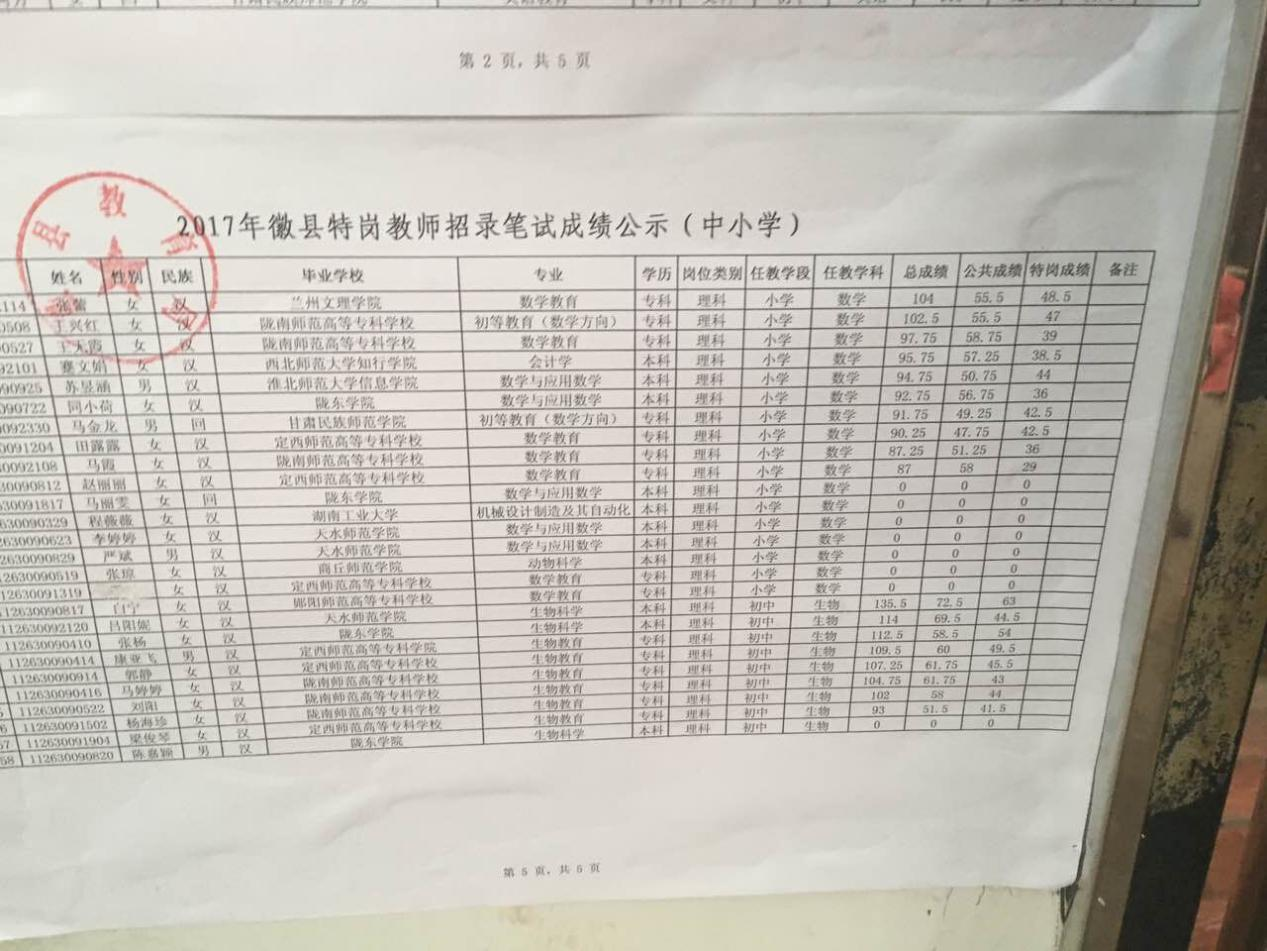 第 2 页，共 5 页
县 教 育
2017年徽县特岗教师招录笔试成绩公示（中小学）
姓名 性别 民族 毕业学校 专业 学历 岗位类别 任教学段 任教学科 总成绩 公共成绩 特岗成绩 备注
114 张蕾 女 汉 兰州文理学院 数学教育 专科 理科 小学 数学 104 55.5 48.5
0508 王兴红 女 汉 陇南师范高等专科学校 初等教育（数学方向） 专科 理科 小学 数学 102.5 55.5 47
0527 王天霞 女 汉 陇南师范高等专科学校 数学教育 专科 理科 小学 数学 97.75 58.75 39
92101 蹇文娟 女 汉 西北师范大学知行学院 会计学 本科 理科 小学 数学 95.75 57.25 38.5
090925 苏昱涵 男 汉 淮北师范大学信息学院 数学与应用数学 本科 理科 小学 数学 94.75 50.75 44
090722 同小荷 女 汉 陇东学院 数学与应用数学 本科 理科 小学 数学 92.75 56.75 36
0092330 马金龙 男 回 甘肃民族师范学院 初等教育（数学方向） 专科 理科 小学 数学 91.75 49.25 42.5
0091204 田露露 女 汉 定西师范高等专科学校 数学教育 专科 理科 小学 数学 90.25 47.75 42.5
0092108 马霞 女 汉 陇南师范高等专科学校 数学教育 专科 理科 小学 数学 87.25 51.25 36
30090812 赵丽丽 女 汉 定西师范高等专科学校 数学教育 专科 理科 小学 数学 87 58 29
630091817 马丽雯 女 回 陇东学院 数学与应用数学 本科 理科 小学 数学 0 0 0
630090329 程薇薇 女 汉 湖南工业大学 机械设计制造及其自动化 本科 理科 小学 数学 0 0 0
2630090623 李婷婷 女 汉 天水师范学院 数学与应用数学 本科 理科 小学 数学 0 0 0
2630090829 严斌 男 汉 天水师范学院 数学与应用数学 本科 理科 小学 数学 0 0 0
12630090519 张琼 女 汉 商丘师范学院 动物科学 本科 理科 小学 数学 0 0 0
12630091319 女 汉 定西师范高等专科学校 数学教育 专科 理科 小学 数学 0 0 0
112630090817 白宁 女 汉 郧阳师范高等专科学校 数学教育 专科 理科 小学 数学 0 0 0
112630092120 吕阳妮 女 汉 天水师范学院 生物科学 本科 理科 初中 生物 135.5 72.5 63
112630090410 张杨 女 汉 陇东学院 生物科学 本科 理科 初中 生物 114 69.5 44.5
112630090414 康亚飞 男 汉 定西师范高等专科学校 生物教育 专科 理科 初中 生物 112.5 58.5 54
112630090914 郭静 女 汉 定西师范高等专科学校 生物教育 专科 理科 初中 生物 109.5 60 49.5
112630090416 马婷婷 女 汉 陇南师范高等专科学校 生物教育 专科 理科 初中 生物 107.25 61.75 45.5
112630090522 刘阳 女 汉 陇南师范高等专科学校 生物教育 专科 理科 初中 生物 104.75 61.75 43
6 112630091502 杨海珍 女 汉 陇南师范高等专科学校 生物教育 专科 理科 初中 生物 102 58 44
57 112630091904 梁俊琴 女 汉 定西师范高等专科学校 生物教育 专科 理科 初中 生物 93 51.5 41.5
58 112630090820 陈嘉颖 男 汉 陇东学院 生物科学 本科 理科 初中 生物 0 0 0
第 5 页，共 5 页